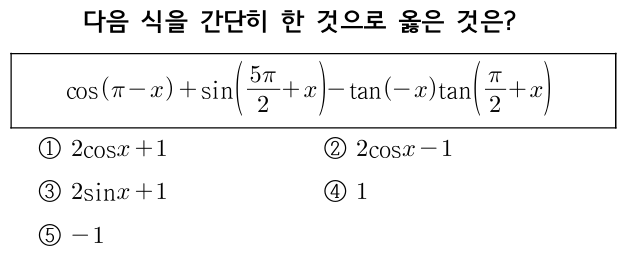 다음 식을 간단히 한 것으로 옳은 것은?
cos(π−x)+sin(5π/2+x)−tan(−x)tan(π/2+x)
① 2cosx+1 ② 2cosx−1
③ 2sinx+1 ④ 1
⑤ −1